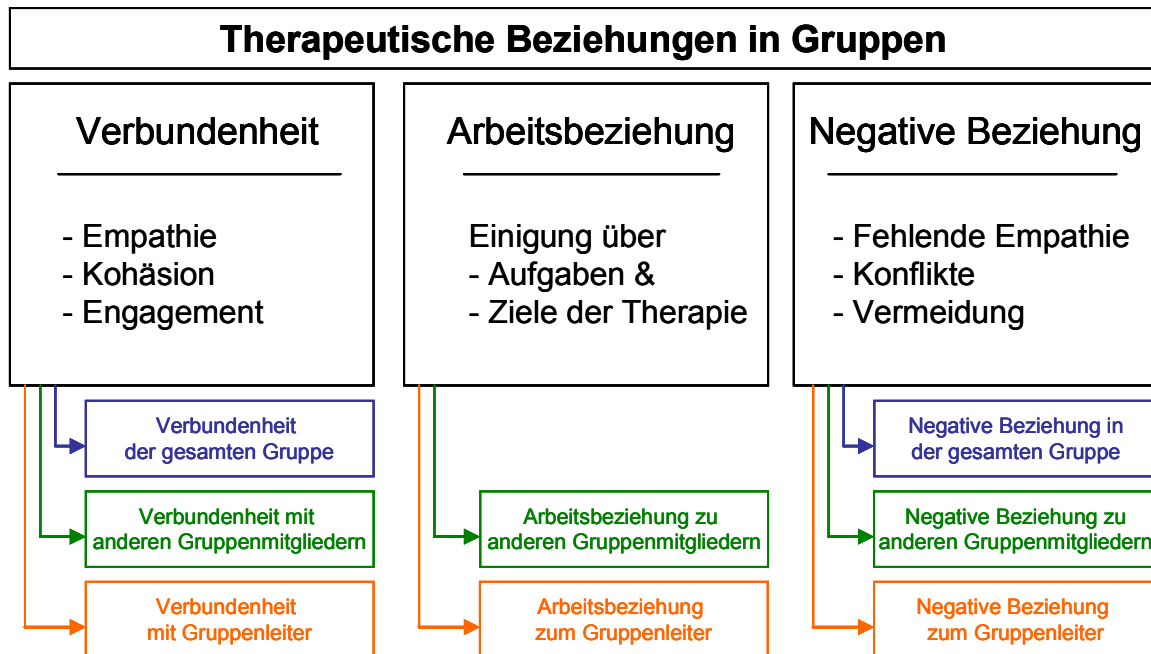 Therapeutische Beziehungen in Gruppen
Verbundenheit
- Empathie
- Kohäsion
- Engagement
Verbundenheit
der gesamten Gruppe
Verbundenheit mit
anderen Gruppenmitgliedern
Verbundenheit
mit Gruppenleiter
Arbeitsbeziehung
Einigung über
- Aufgaben &
- Ziele der Therapie
Arbeitsbeziehung zu
anderen Gruppenmitgliedern
Arbeitsbeziehung
zum Gruppenleiter
Negative Beziehung
- Fehlende Empathie
- Konflikte
- Vermeidung
Negative Beziehung in
der gesamten Gruppe
Negative Beziehung zu
anderen Gruppenmitgliedern
Negative Beziehung
zum Gruppenleiter